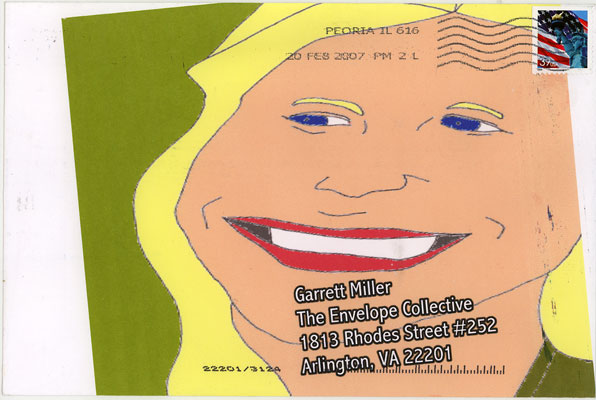 PEORIA IL 616
20 FEB 2007 PM 2 L
37
Garrett Miller
The Envelope Collective
1813 Rhodes Street #252
Arlington, VA 22201
22201/3124